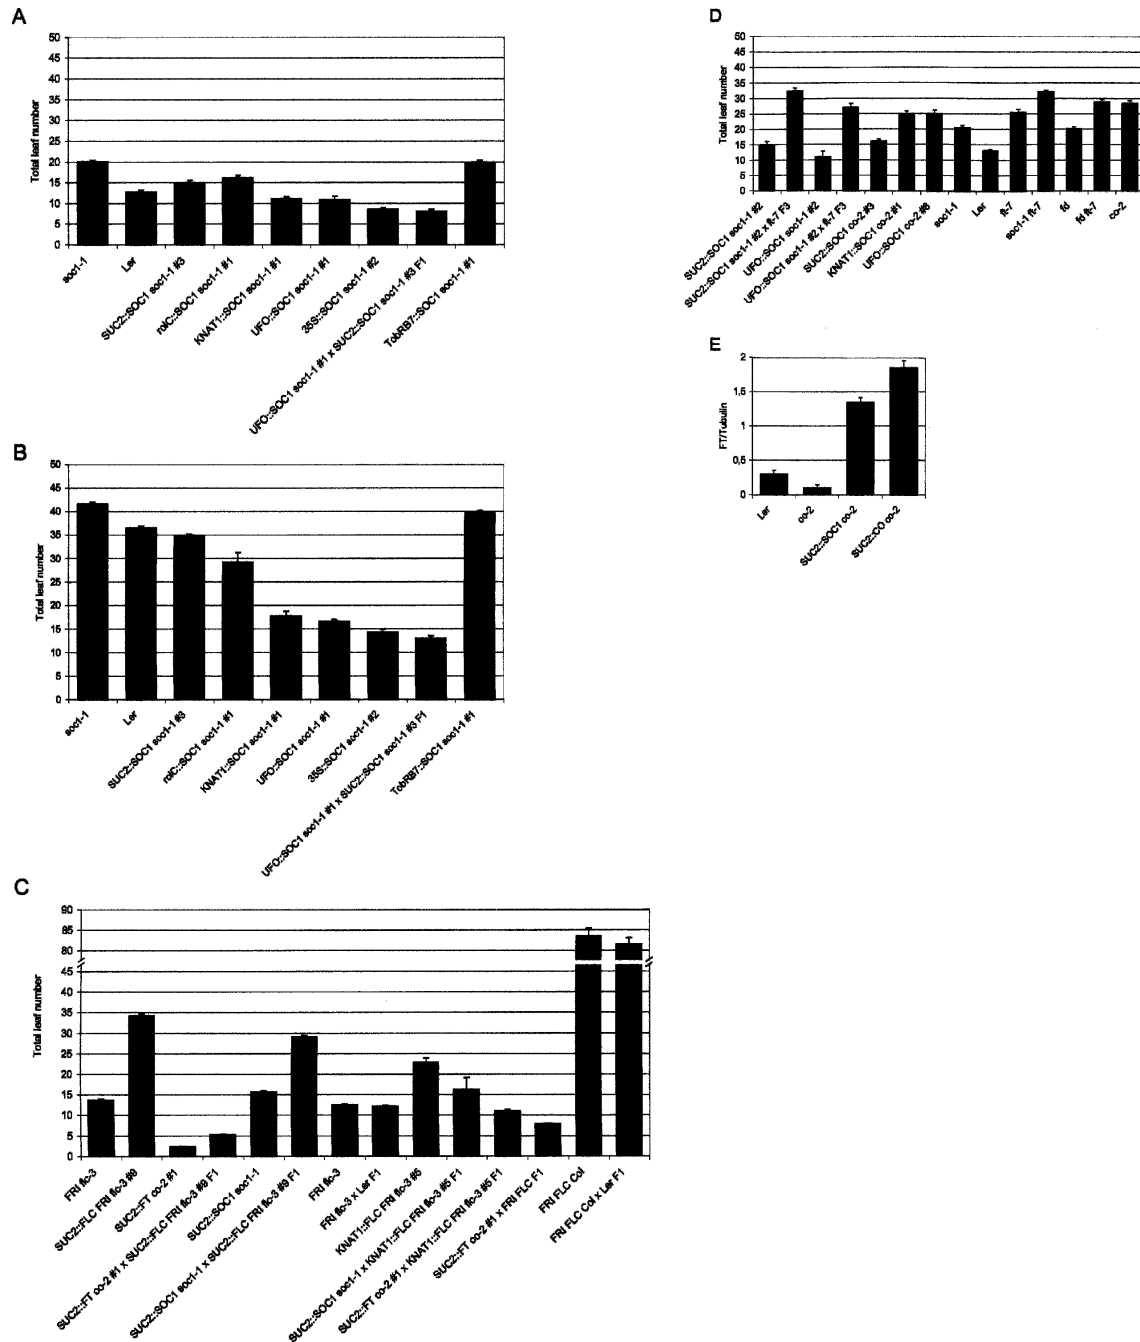 A
Total leaf number
50
45
40
35
30
25
20
15
10
5
0
soc1-1
Ler
SUC2::SOC1 soc1-1 #3
rolC::SOC1 soc1-1 #1
KNAT1::SOC1 soc1-1 #1
UFO::SOC1 soc1-1 #1
35S::SOC1 soc1-1 #2
UFO::SOC1 soc1-1 #1 x SUC2::SOC1 soc1-1 #3 F1
TobRB7::SOC1 soc1-1 #1
B
Total leaf number
50
45
40
35
30
25
20
15
10
5
0
soc1-1
Ler
SUC2::SOC1 soc1-1 #3
rolC::SOC1 soc1-1 #1
KNAT1::SOC1 soc1-1 #1
UFO::SOC1 soc1-1 #1
35S::SOC1 soc1-1 #2
UFO::SOC1 soc1-1 #1 x SUC2::SOC1 soc1-1 #3 F1
TobRB7::SOC1 soc1-1 #1
C
Total leaf number
90
85
80
45
40
35
30
25
20
15
10
5
0
FRI flc-3
SUC2::FLC FRI flc-3 #9
SUC2::FT co-2 #1
SUC2::FT co-2 #1 x SUC2::FLC FRI flc-3 #9 F1
SUC2::SOC1 soc1-1
SUC2::SOC1 soc1-1 x SUC2::FLC FRI flc-3 #9 F1
FRI flc-3
FRI flc-3 x Ler F1
KNAT1::FLC FRI flc-3 #5
SUC2::SOC1 soc1-1 x KNAT1::FLC FRI flc-3 #5 F1
SUC2::FT co-2 #1 x KNAT1::FLC FRI flc-3 #5 F1
SUC2::FT co-2 #1 x FRI FLC F1
FRI FLC Col
FRI FLC Col x Ler F1
D
Total leaf number
50
45
40
35
30
25
20
15
10
5
0
SUC2::SOC1 soc1-1 #2
SUC2::SOC1 soc1-1 #2 x ft-7 F3
UFO::SOC1 soc1-1 #2
UFO::SOC1 soc1-1 #2 x ft-7 F3
SUC2::SOC1 co-2 #3
KNAT1::SOC1 co-2 #1
UFO::SOC1 co-2 #6
soc1-1
Ler
ft-7
soc1-1 ft-7
fd
fd ft-7
co-2
E
FT/Tubulin
2
1,5
1
0,5
0
Ler
co-2
SUC2::SOC1 co-2
SUC2::CO co-2